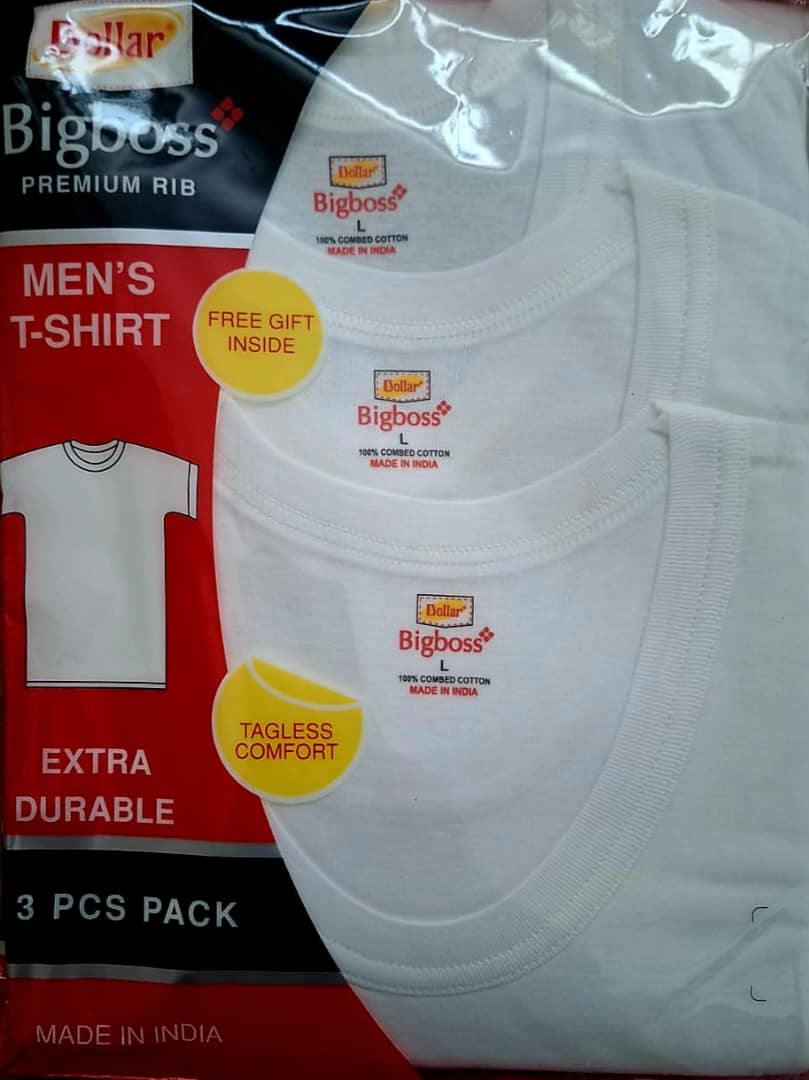 Dollar
Bigboss
PREMIUM RIB
MEN'S
T-SHIRT
FREE GIFT
INSIDE
EXTRA
DURABLE
TAGLESS
COMFORT
3 PCS PACK
MADE IN INDIA
Dollar
Bigboss
L
100% COMBED COTTON
MADE IN INDIA
Dollar
Bigboss
L
100% COMBED COTTON
MADE IN INDIA
Dollar
Bigboss
L
100% COMBED COTTON
MADE IN INDIA